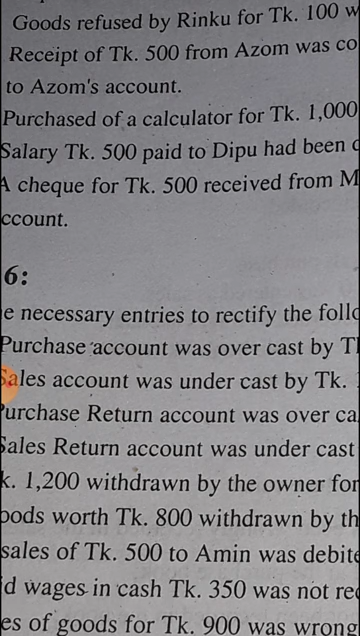 Goods refused by Rinku for Tk. 100
Receipt of Tk. 500 from Azom was
to Azom's account.
Purchased of a calculator for Tk. 1,000
Salary Tk. 500 paid to Dipu had been
A cheque for Tk. 500 received from M
ccount.
6:
e necessary entries to rectify the
Purchase account was over cast by
Sales account was under cast by Tk.
Purchase Return account was over
Sales Return account was under cast
k. 1,200 withdrawn by the owner for
oods worth Tk. 800 withdrawn by
sales of Tk. 500 to Amin was
d wages in cash Tk. 350 was not
es of goods for Tk. 900 was wrong